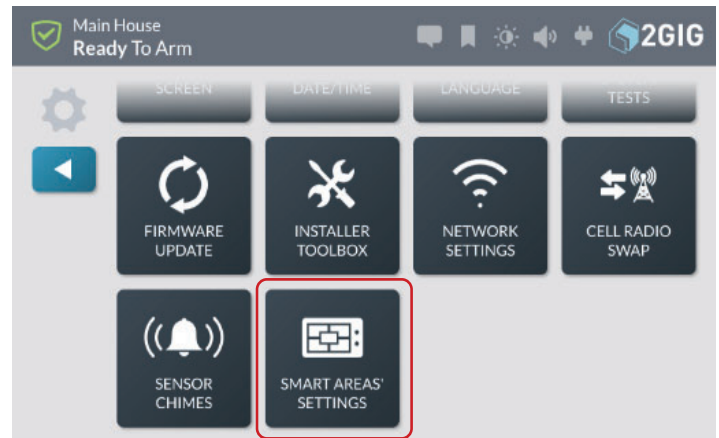 Main House
Ready To Arm
2GIG
SCREEN
DATE/TIME
LANGUAGE
TESTS
FIRMWARE
UPDATE
INSTALLER
TOOLBOX
NETWORK
SETTINGS
CELL RADIO
SWAP
SENSOR
CHIMES
SMART AREAS'
SETTINGS